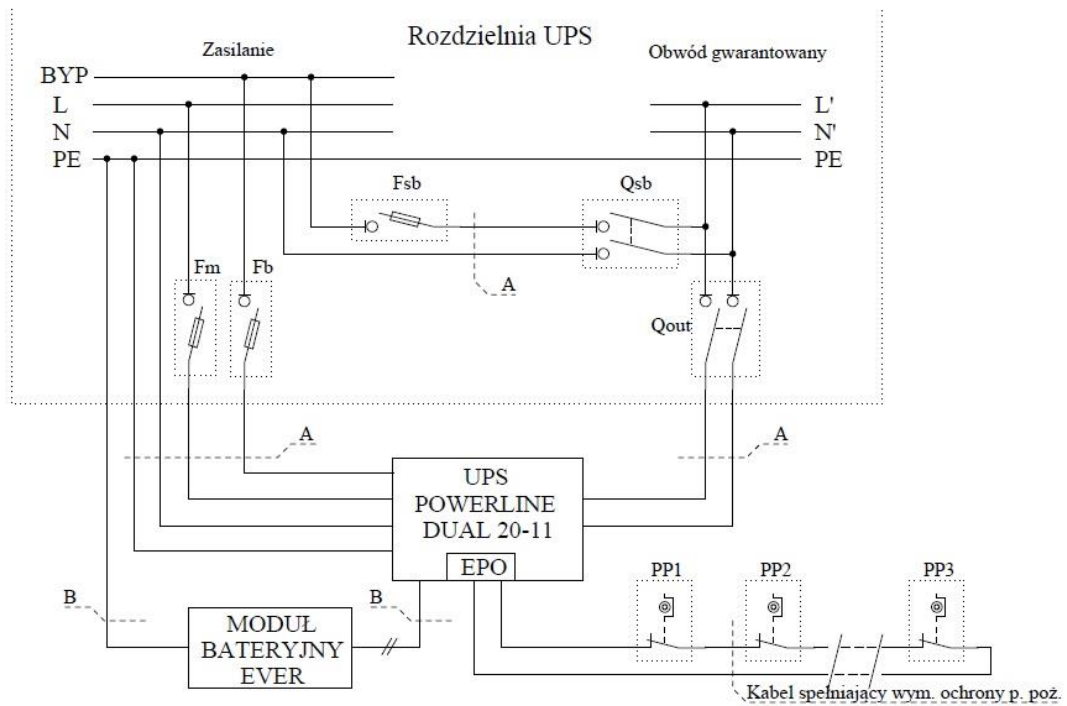 Rozdzielnia UPS
Zasilanie
Obwód gwarantowany
BYP
L
L'
N
N'
PE
PE
Fsb
Qsb
A
Fm
Fb
Qout
A
A
UPS
POWERLINE
DUAL 20-11
EPO
PP1
PP2
PP3
B
B
MODUŁ
BATERYJNY
EVER
Kabel spełniający wym. ochrony p. poż.